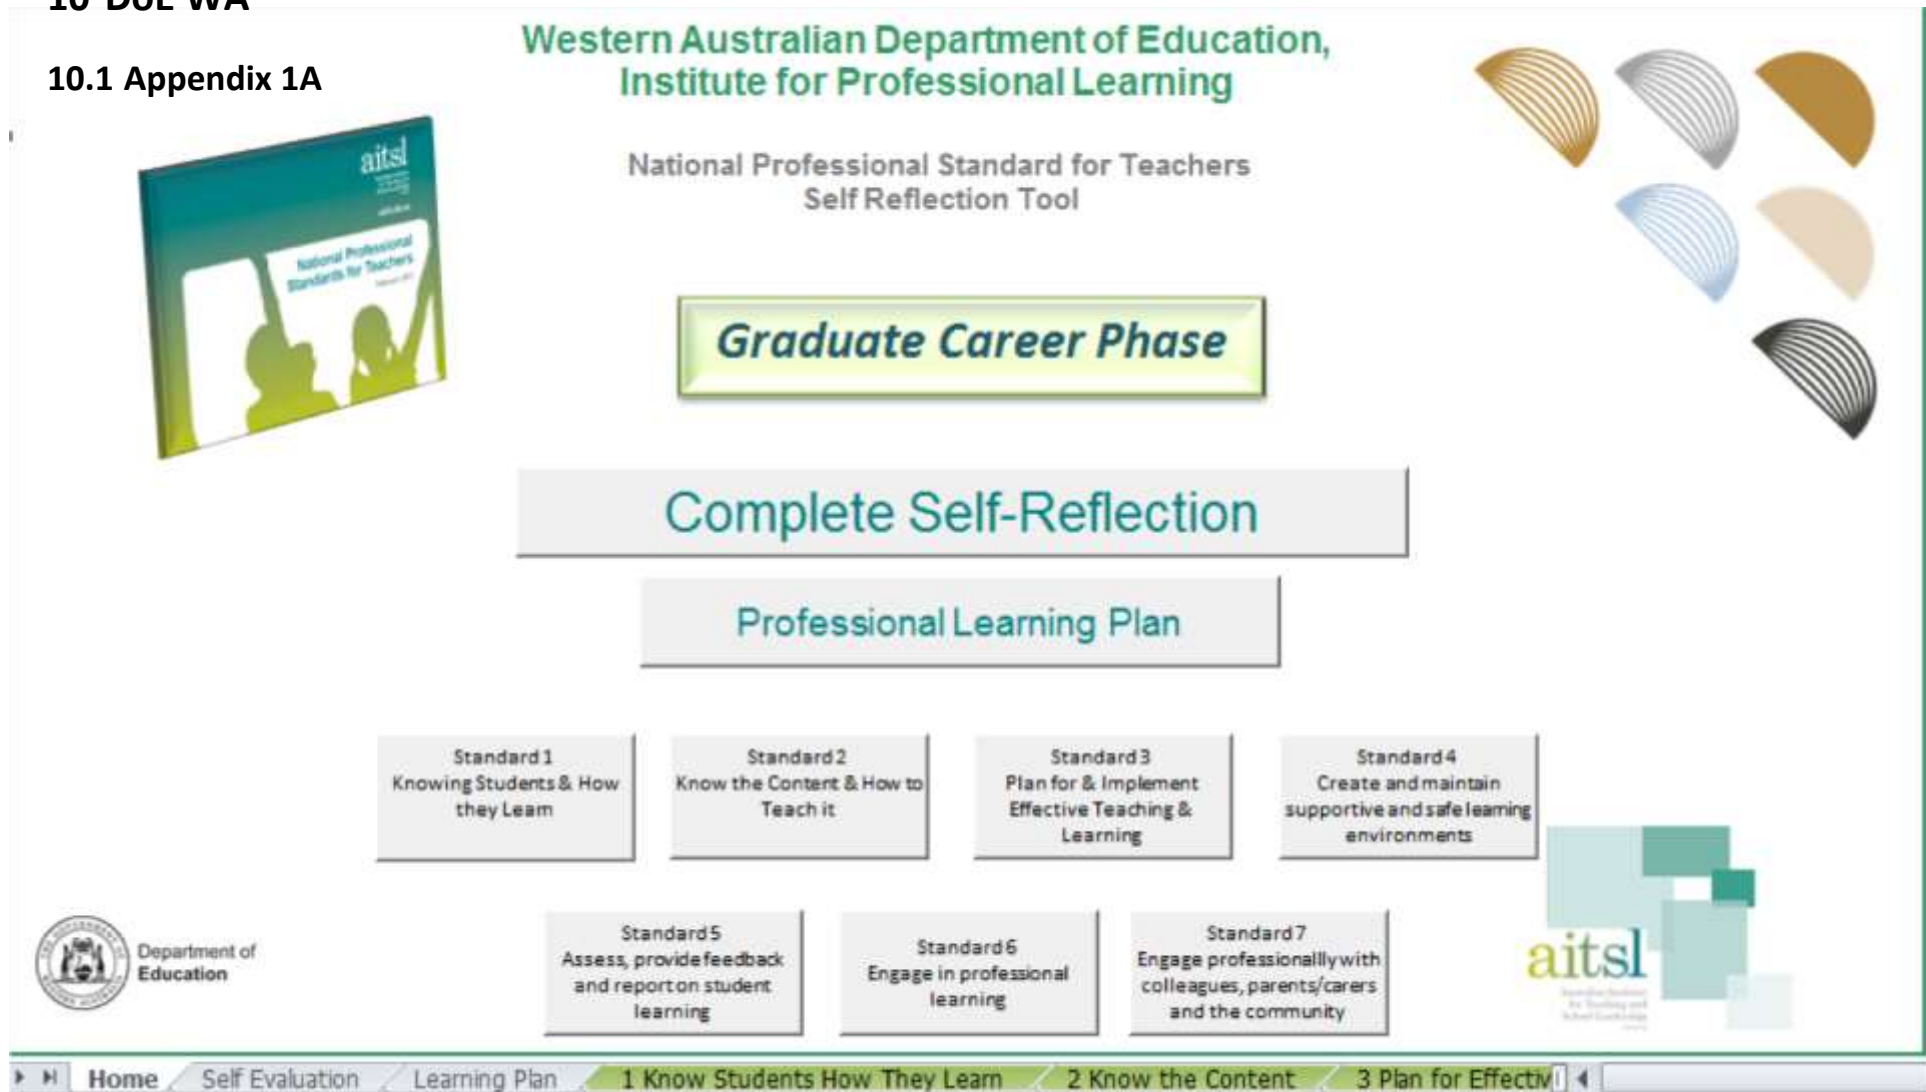 10 DoE WA
10.1 Appendix 1A
Western Australian Department of Education,
Institute for Professional Learning
National Professional Standard for Teachers
Self Reflection Tool
aitsl
National Professional
Standards for Teachers
Graduate Career Phase
Complete Self-Reflection
Professional Learning Plan
Standard 1
Knowing Students & How
they Learn
Standard 2
Know the Content & How to
Teach it
Standard 3
Plan for & Implement
Effective Teaching &
Learning
Standard 4
Create and maintain
supportive and safe learning
environments
Department of
Education
Standard 5
Assess, provide feedback
and report on student
learning
Standard 6
Engage in professional
learning
Standard 7
Engage professionallly with
colleagues, parents/carers
and the community
aitsl
Home Self Evaluation Learning Plan 1 Know Students How They Learn 2 Know the Content 3 Plan for Effectiv